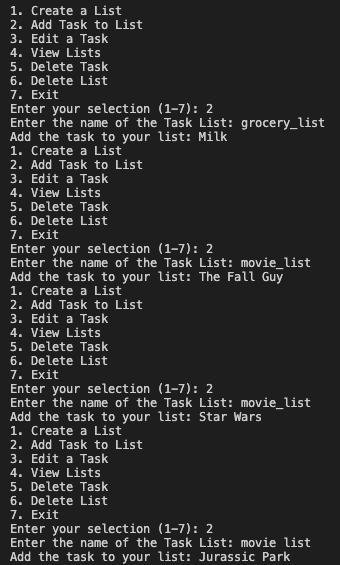 1. Create a List
2. Add Task to List
3. Edit a Task
4. View Lists
5. Delete Task
6. Delete List
7. Exit
Enter your selection (1-7): 2
Enter the name of the Task List: grocery_list
Add the task to your list: Milk
1. Create a List
2. Add Task to List
3. Edit a Task
4. View Lists
5. Delete Task
6. Delete List
7. Exit
Enter your selection (1-7): 2
Enter the name of the Task List: movie_list
Add the task to your list: The Fall Guy
1. Create a List
2. Add Task to List
3. Edit a Task
4. View Lists
5. Delete Task
6. Delete List
7. Exit
Enter your selection (1-7): 2
Enter the name of the Task List: movie_list
Add the task to your list: Star Wars
1. Create a List
2. Add Task to List
3. Edit a Task
4. View Lists
5. Delete Task
6. Delete List
7. Exit
Enter your selection (1-7): 2
Enter the name of the Task List: movie list
Add the task to your list: Jurassic Park